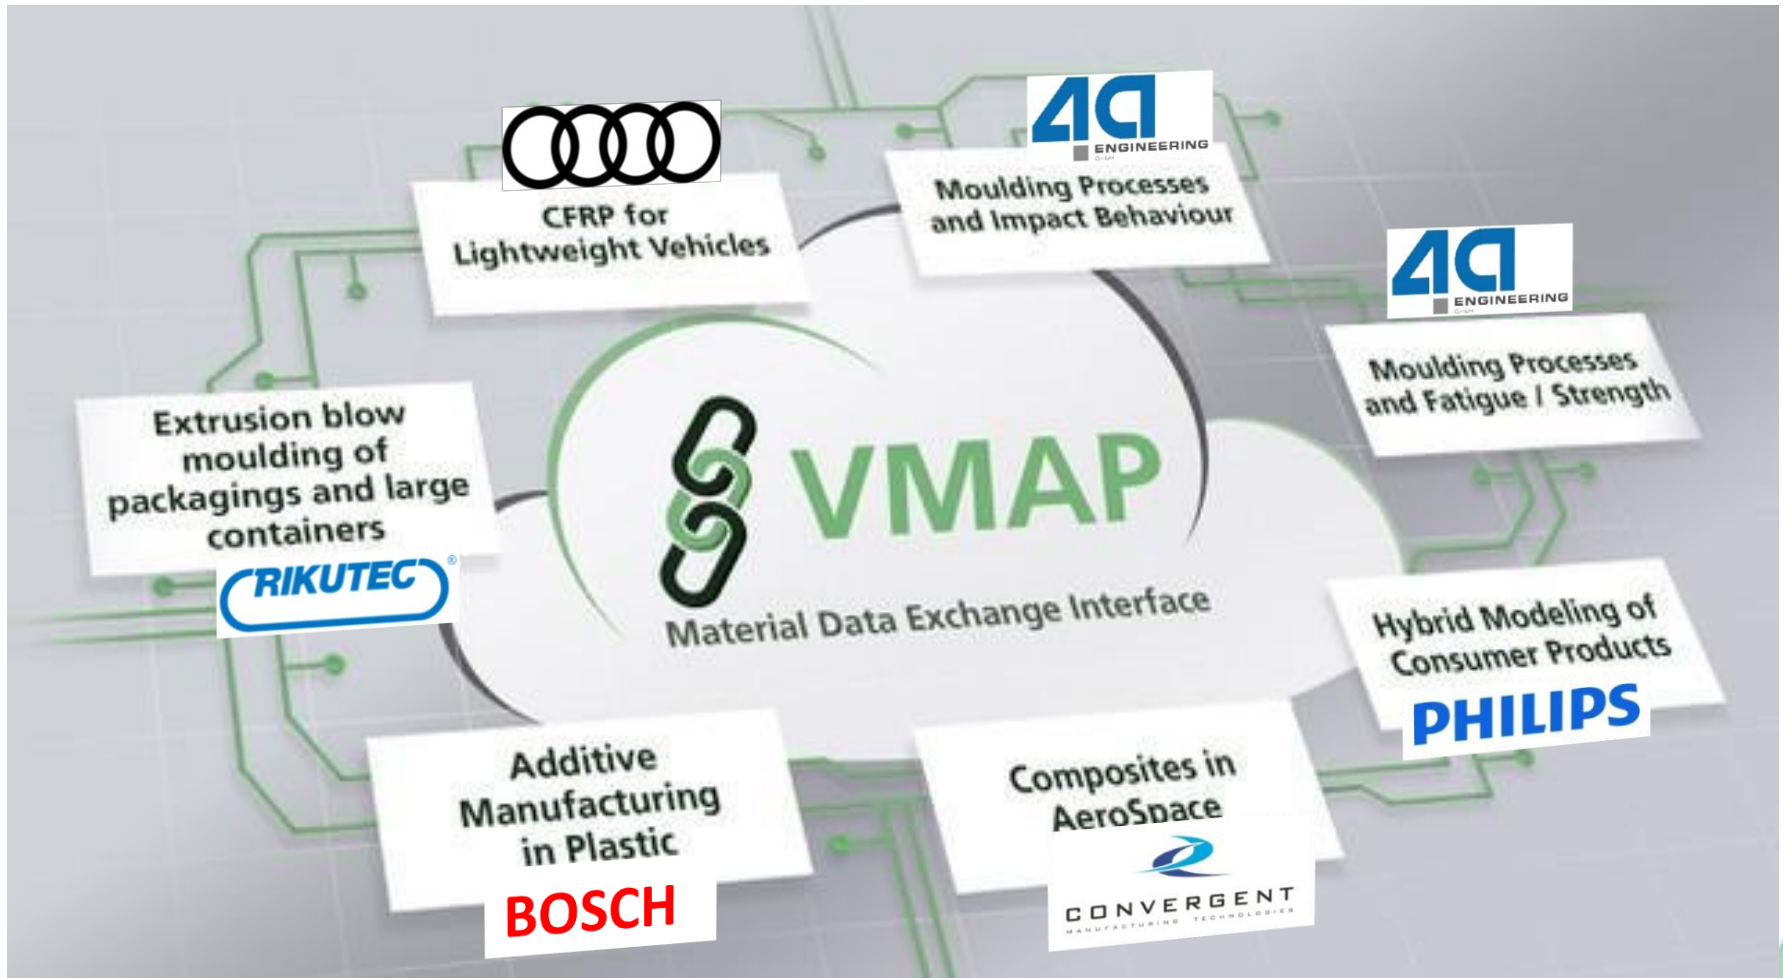 4a
ENGINEERING
GmbH
CFRP for
Lightweight Vehicles
Moulding Processes
and Impact Behaviour
4a
ENGINEERING
GmbH
Moulding Processes
and Fatigue / Strength
Extrusion blow
moulding of
packagings and large
containers
RIKUTEC®
VMAP
Material Data Exchange Interface
Hybrid Modeling of
Consumer Products
PHILIPS
Additive
Manufacturing
in Plastic
BOSCH
Composites in
AeroSpace
CONVERGENT
MANUFACTURING TECHNOLOGIES